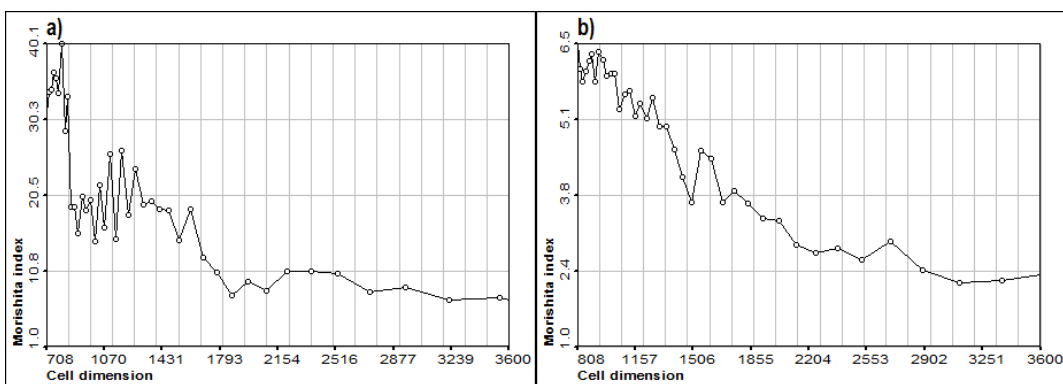 a)
40.1
30.3
20.5
10.8
1.0
Morishita index
708 1070 1431 1793 2154 2516 2877 3239 3600
Cell dimension
b)
6.5
5.1
3.8
2.4
1.0
Morishita index
808 1157 1506 1855 2204 2553 2902 3251 3600
Cell dimension